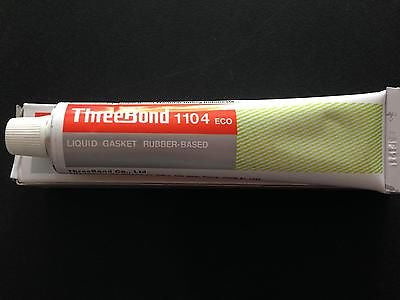 ThreeBond 1104 ECO
LIQUID GASKET RUBBER-BASED
ThreeBond Co., Ltd